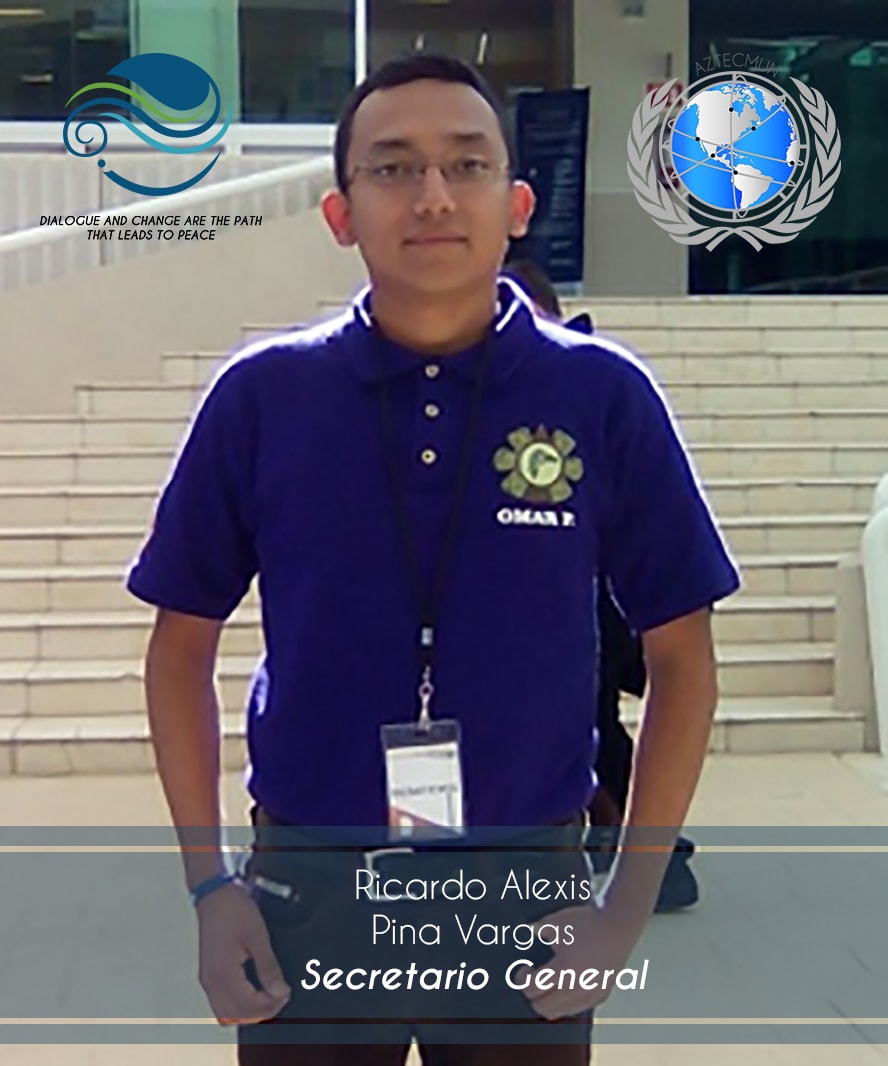 AZTECMUN
DIALOGUE AND CHANGE ARE THE PATH
THAT LEADS TO PEACE
OMAR P.
Ricardo Alexis
Pina Vargas
Secretario General